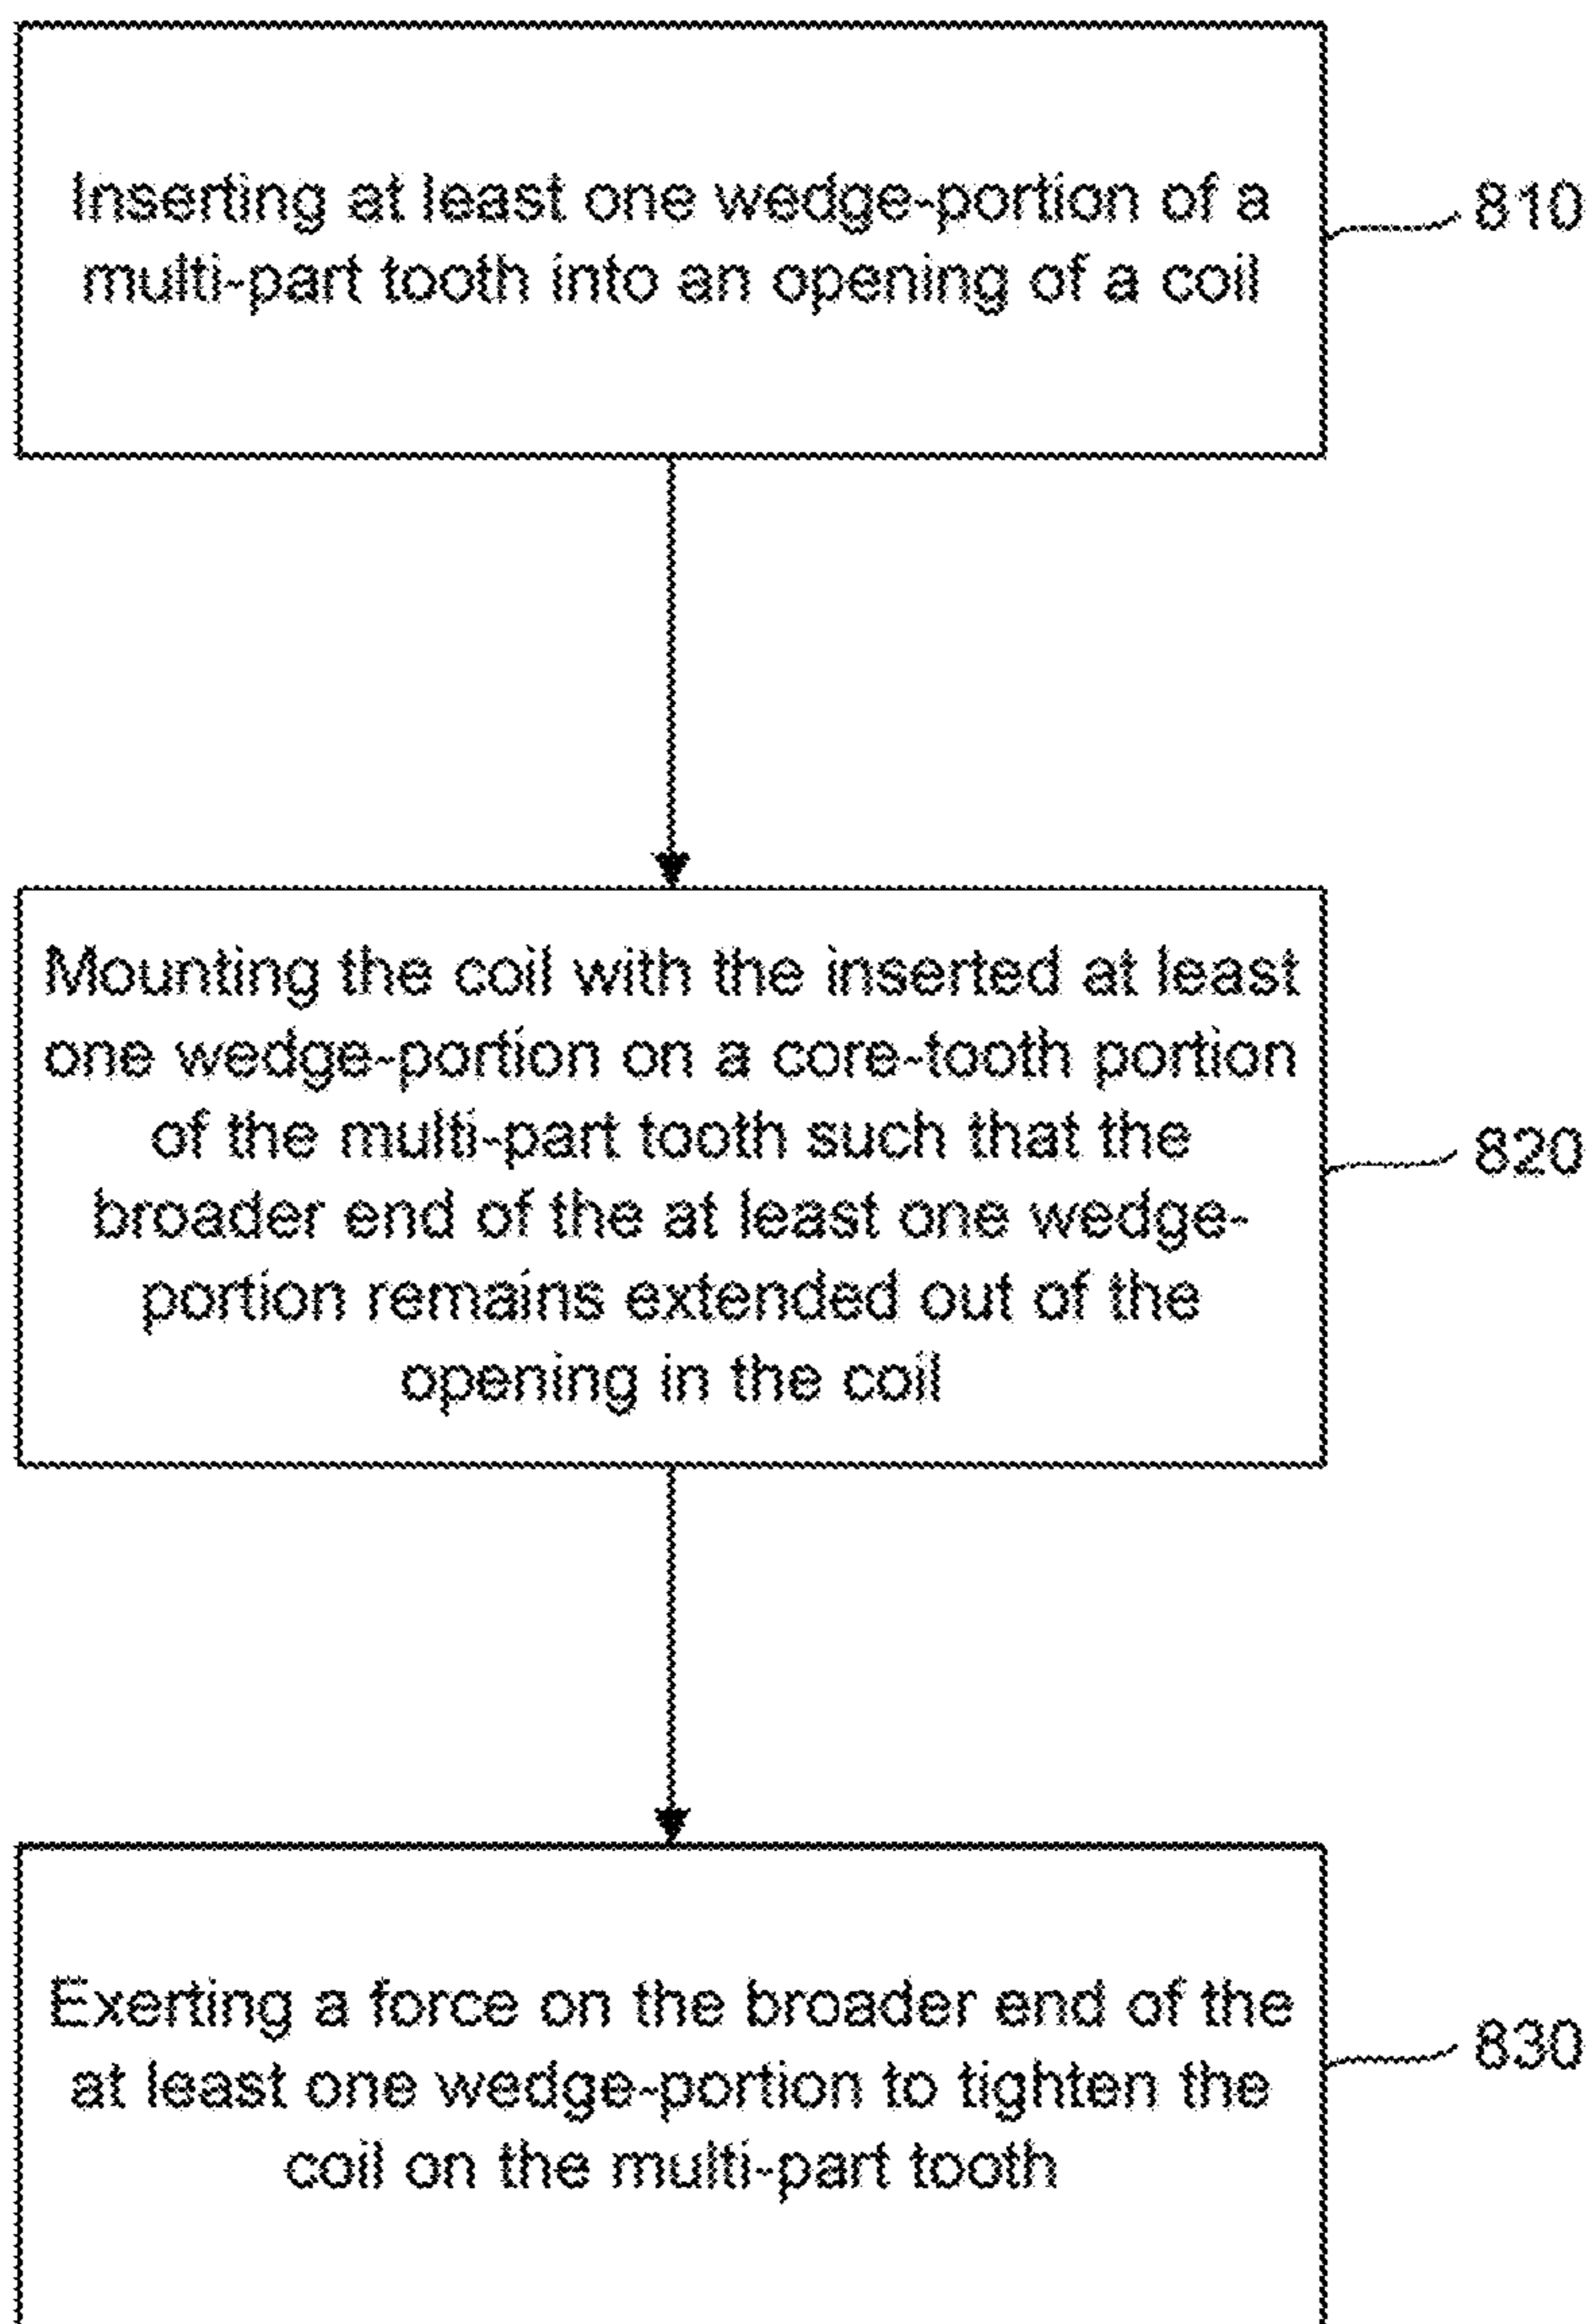 Inserting at least one wedge-portion of a
multi-part tooth into an opening of a coil
810
Mounting the coil with the inserted at least
one wedge-portion on a core-tooth portion
of the multi-part tooth such that the
broader end of the at least one wedge-
portion remains extended out of the
opening in the coil
820
Exerting a force on the broader end of the
at least one wedge-portion to tighten the
coil on the multi-part tooth
830